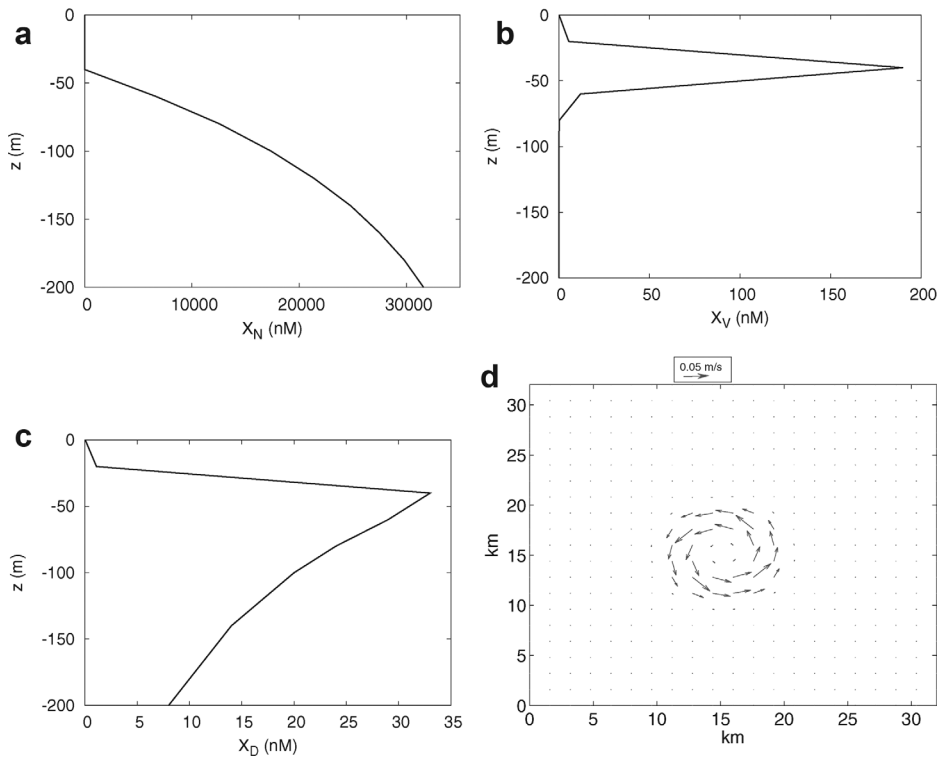 a
0
-50
-100
-150
-200
z (m)
0 10000 20000 30000
X_N (nM)
b
0
-50
-100
-150
-200
z (m)
0 50 100 150 200
X_V (nM)
c
0
-50
-100
-150
-200
z (m)
0 5 10 15 20 25 30 35
X_D (nM)
d
0.05 m/s
30
25
20
15
10
5
0
km
0 5 10 15 20 25 30
km